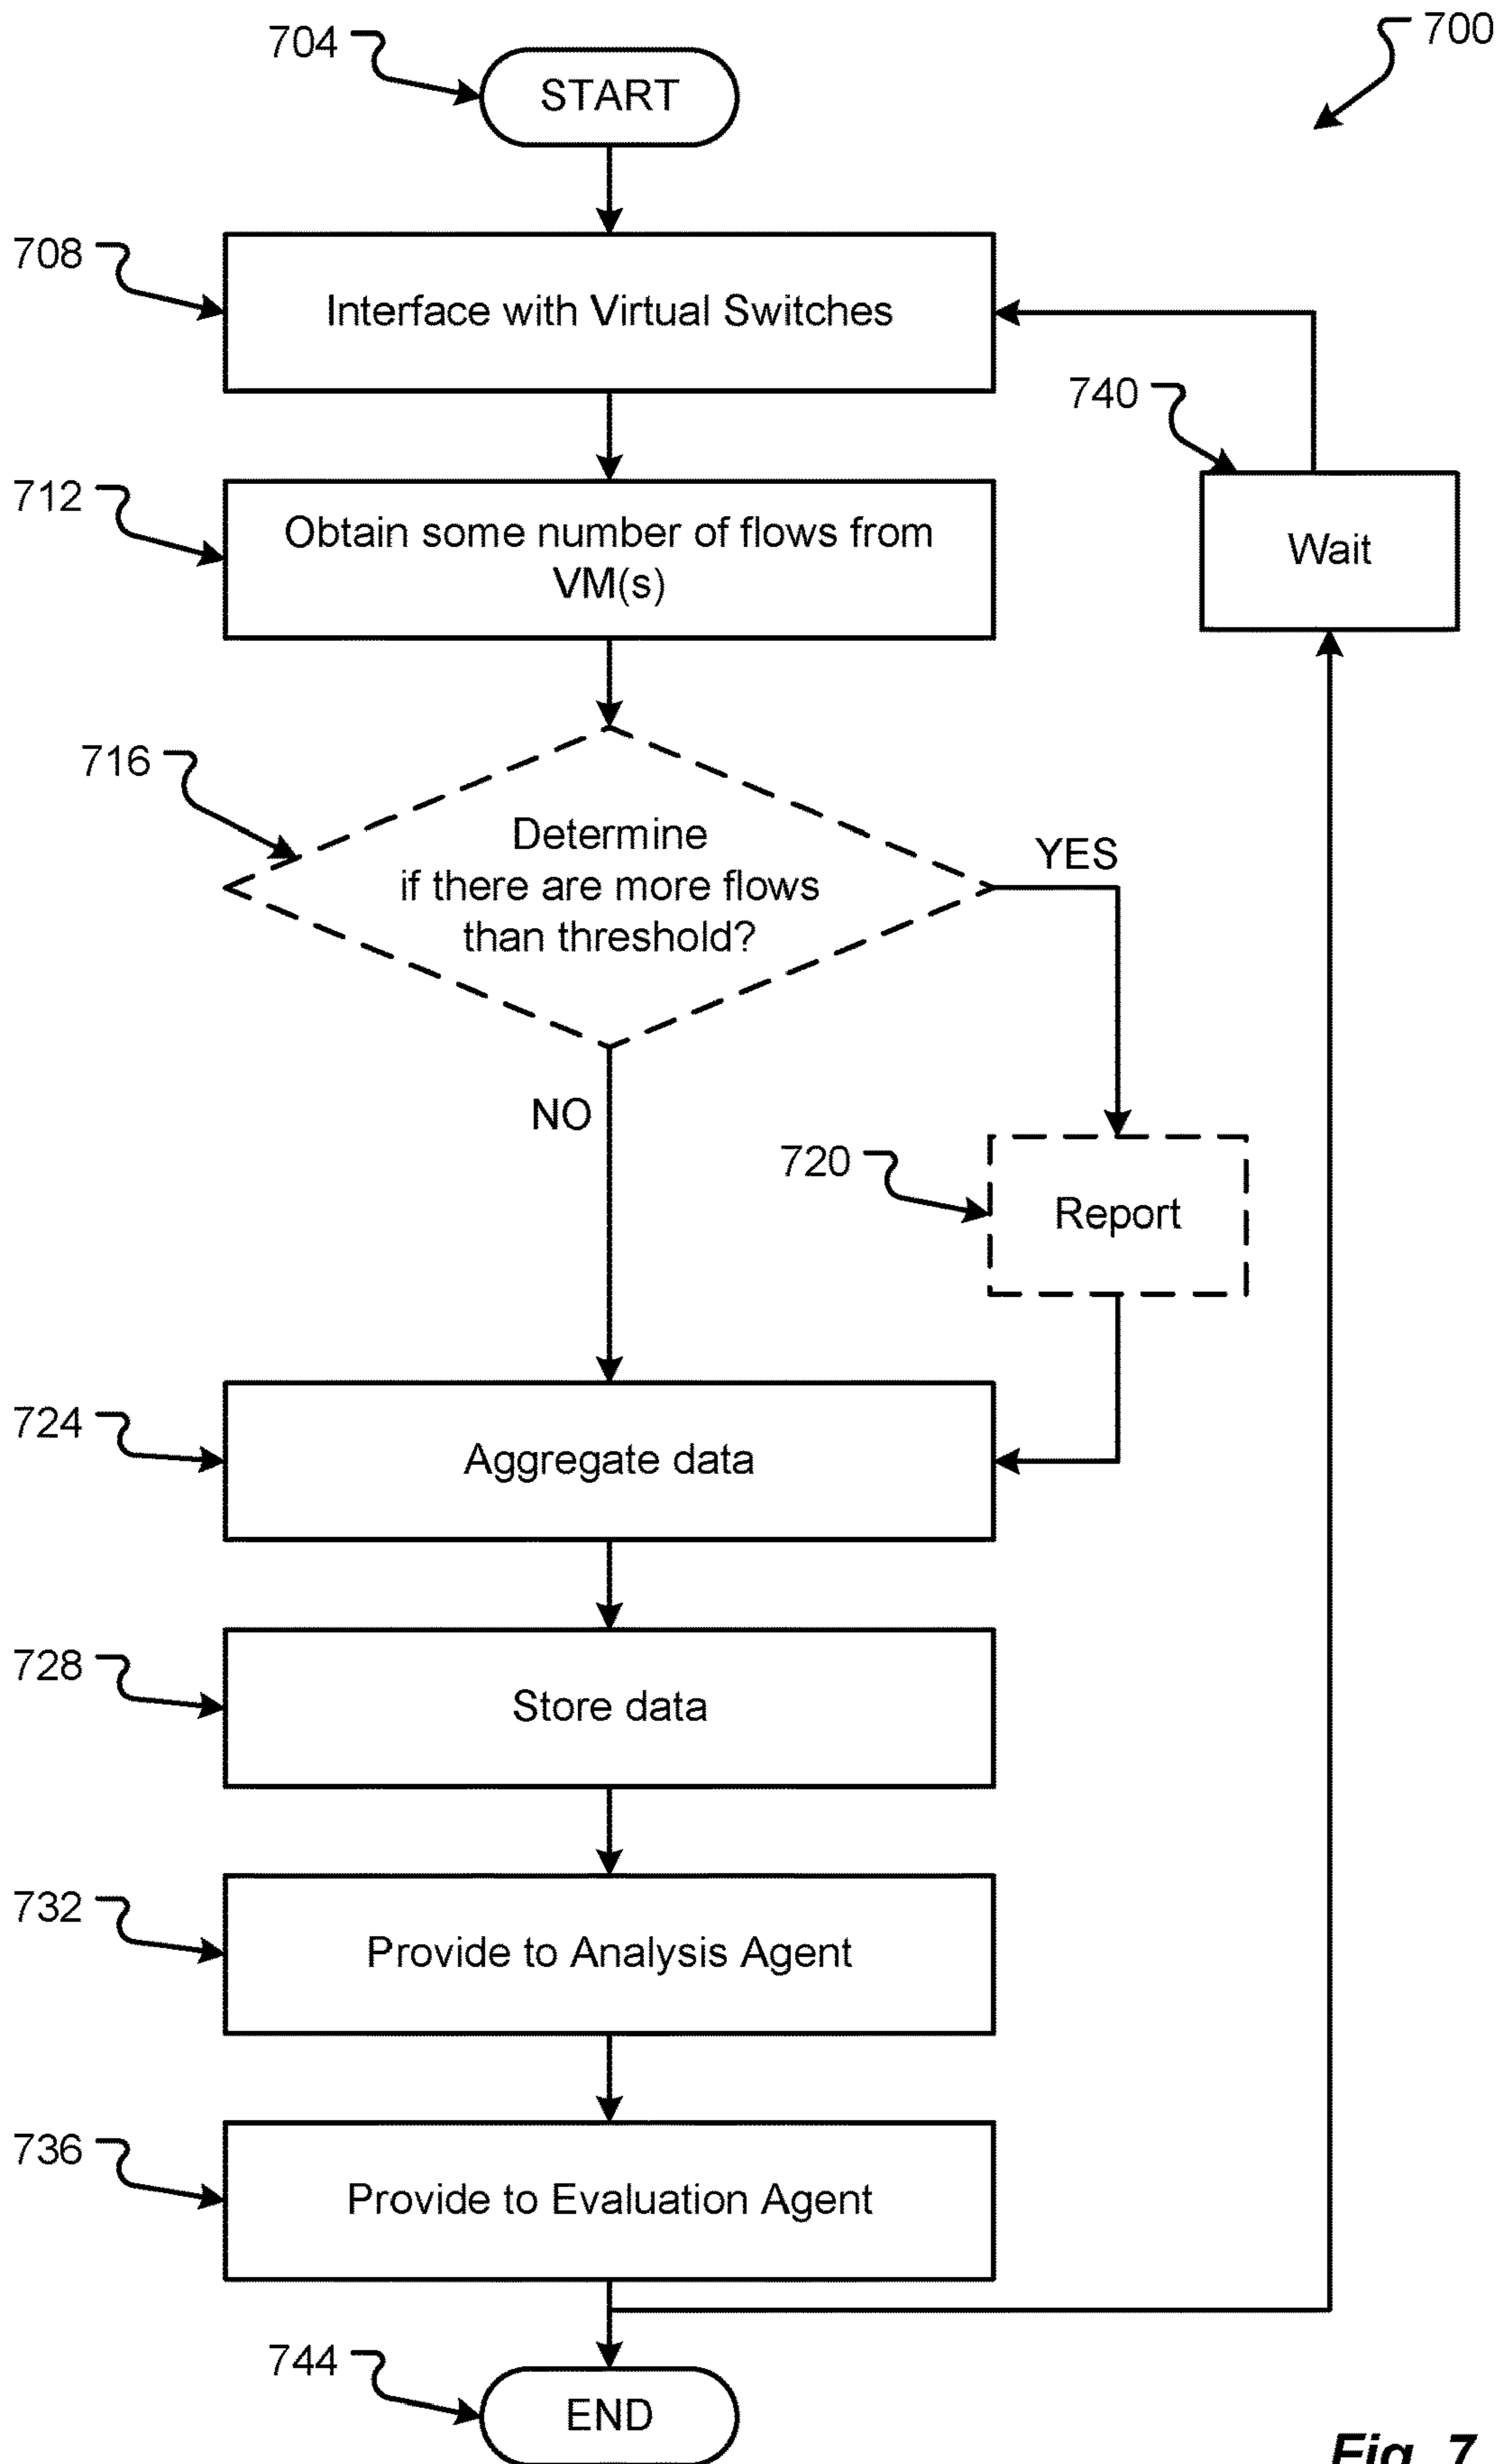 704
START
700
708
Interface with Virtual Switches
740
712
Obtain some number of flows from
VM(s)
Wait
716
Determine
if there are more flows
than threshold?
YES
NO
720
Report
724
Aggregate data
728
Store data
732
Provide to Analysis Agent
736
Provide to Evaluation Agent
744
END
Fig. 7